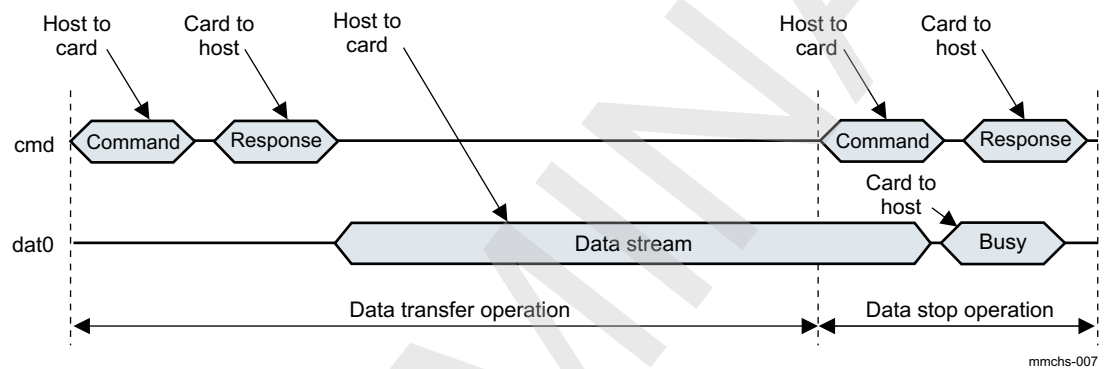 Host to
card
Card to
host
Host to
card
Host to
card
Card to
host
cmd
Command
Response
Command
Response
Card to
host
dat0
Data stream
Busy
Data transfer operation
Data stop operation
mmchs-007